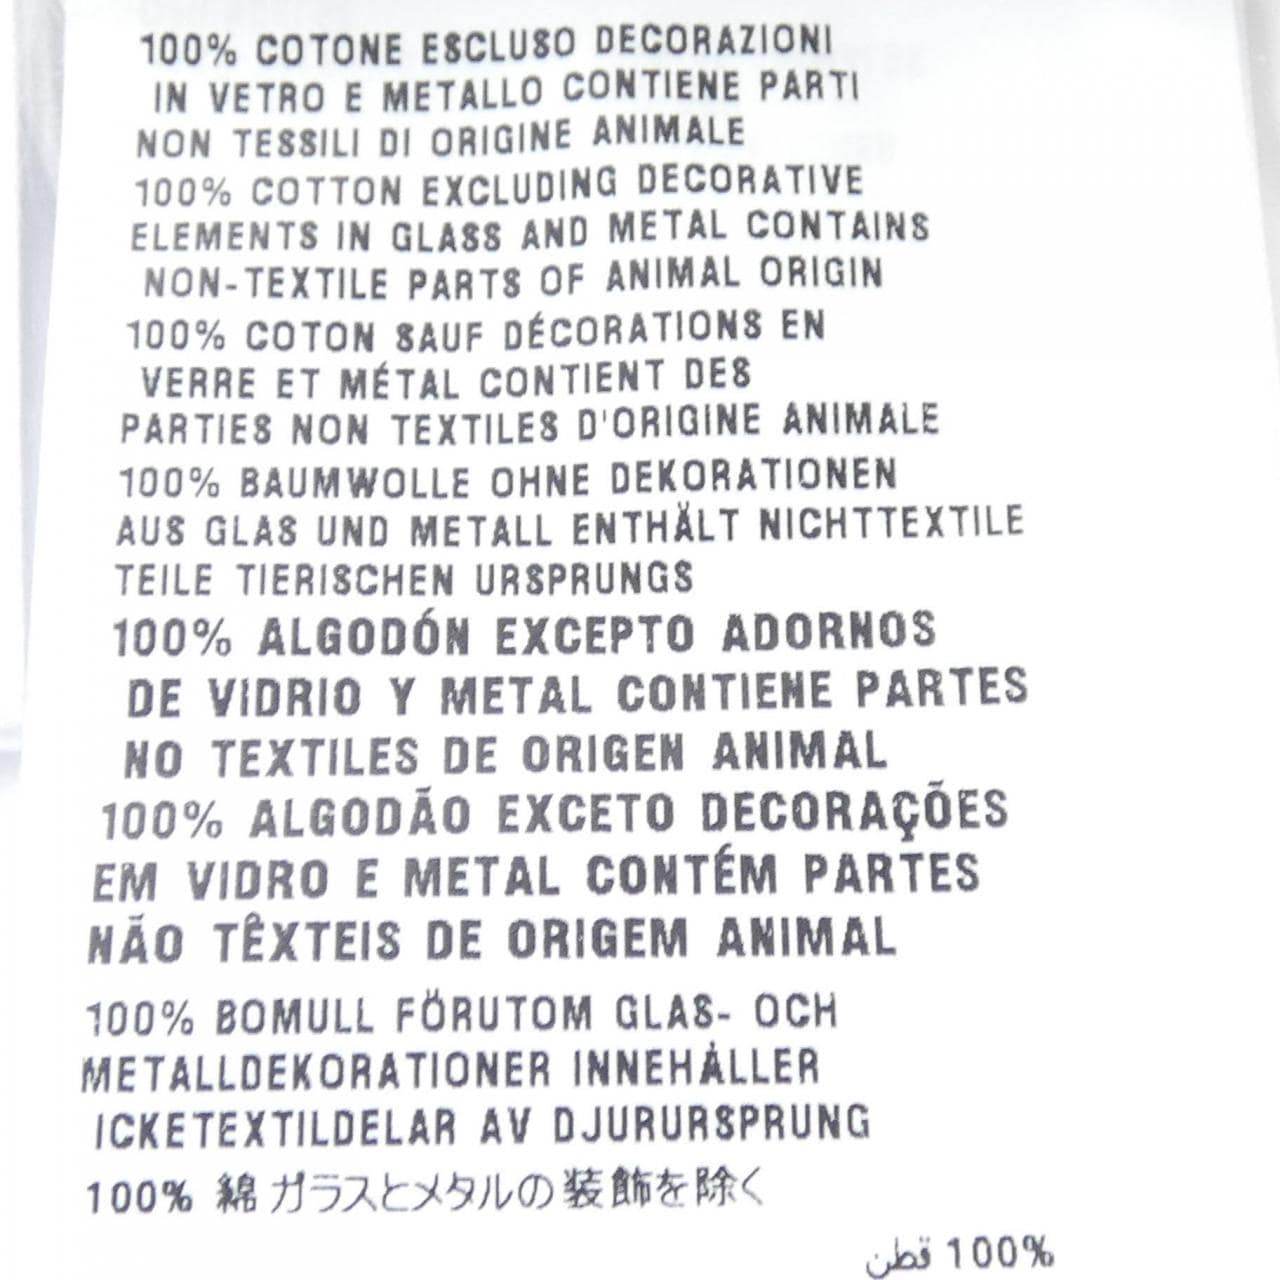 100% COTONE ESCLUSO DECORAZIONI
IN VETRO E METALLO CONTIENE PARTI
NON TESSILI DI ORIGINE ANIMALE
100% COTTON EXCLUDING DECORATIVE
ELEMENTS IN GLASS AND METAL CONTAINS
NON-TEXTILE PARTS OF ANIMAL ORIGIN
100% COTON SAUF DÉCORATIONS EN
VERRE ET MÉTAL CONTIENT DES
PARTIES NON TEXTILES D'ORIGINE ANIMALE
100% BAUMWOLLE OHNE DEKORATIONEN
AUS GLAS UND METALL ENTHÄLT NICHTTEXTILE
TEILE TIERISCHEN URSPRUNGS
100% ALGODÓN EXCEPTO ADORNOS
DE VIDRIO Y METAL CONTIENE PARTES
NO TEXTILES DE ORIGEN ANIMAL
100% ALGODÃO EXCETO DECORAÇÕES
EM VIDRO E METAL CONTÉM PARTES
NÃO TÊXTEIS DE ORIGEM ANIMAL
100% BOMULL FÖRUTOM GLAS- OCH
METALLDEKORATIONER INNEHÅLLER
ICKETEXTILDELAR AV DJURURSPRUNG
100% 綿 ガラスとメタルの装飾を除く
100% قطن